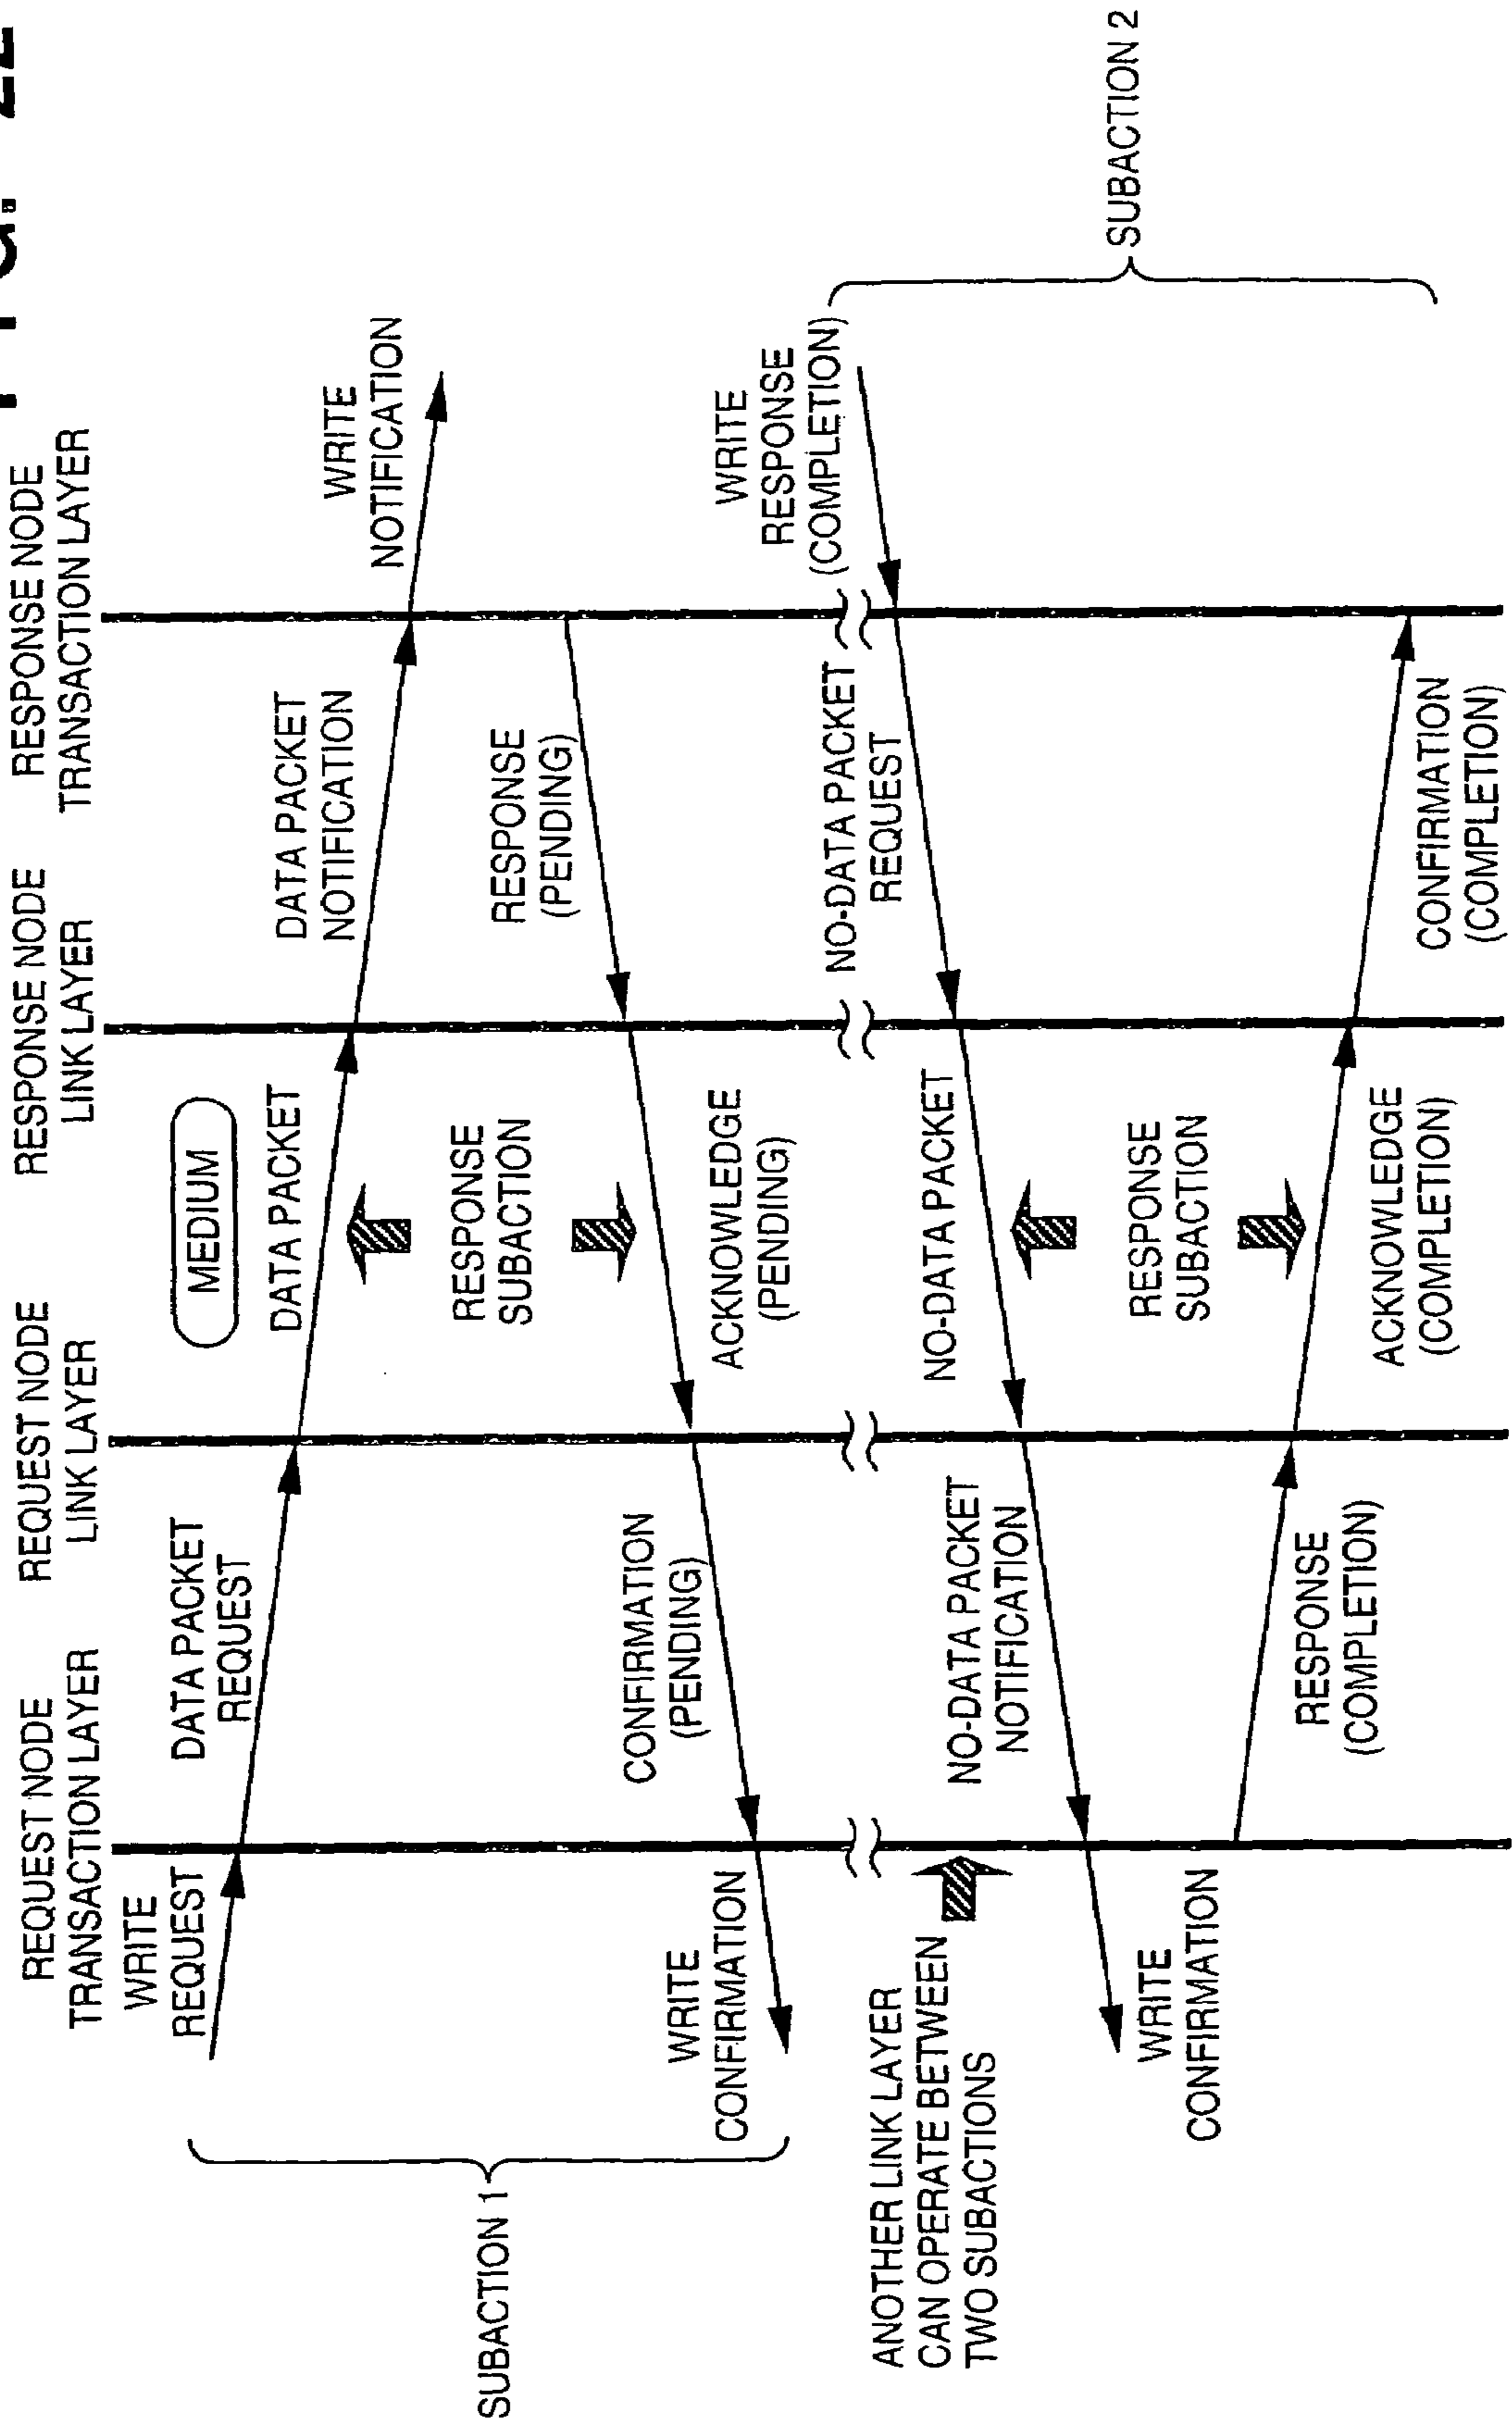 REQUEST NODE
TRANSACTION LAYER
REQUEST NODE
LINK LAYER
RESPONSE NODE
LINK LAYER
RESPONSE NODE
TRANSACTION LAYER
WRITE
REQUEST
DATA PACKET
REQUEST
MEDIUM
DATA PACKET
DATA PACKET
NOTIFICATION
WRITE
NOTIFICATION
SUBACTION 1
RESPONSE
SUBACTION
RESPONSE
(PENDING)
ACKNOWLEDGE
(PENDING)
CONFIRMATION
(PENDING)
WRITE
CONFIRMATION
WRITE
RESPONSE
(COMPLETION)
ANOTHER LINK LAYER
CAN OPERATE BETWEEN
TWO SUBACTIONS
NO-DATA PACKET
REQUEST
NO-DATA PACKET
NO-DATA PACKET
NOTIFICATION
WRITE
CONFIRMATION
SUBACTION 2
RESPONSE
SUBACTION
RESPONSE
(COMPLETION)
ACKNOWLEDGE
(COMPLETION)
CONFIRMATION
(COMPLETION)